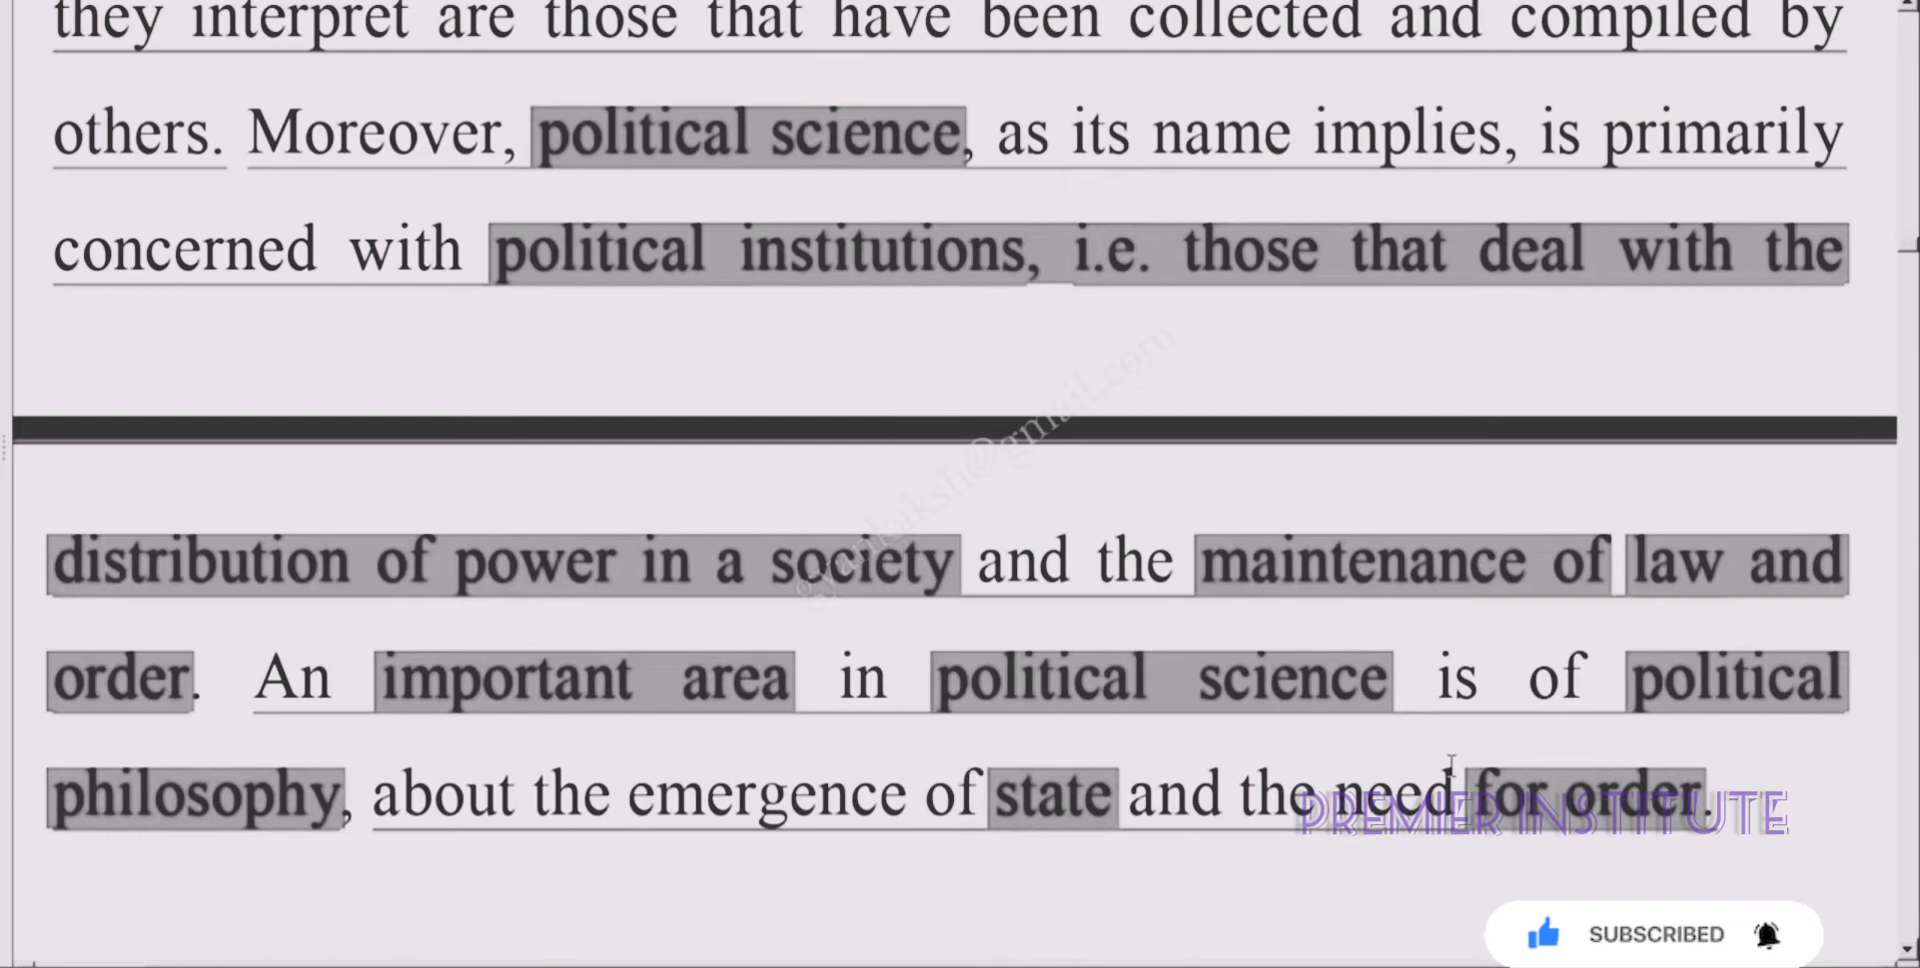 they interpret are those that have been collected and compiled by
others. Moreover, political science, as its name implies, is primarily
concerned with political institutions, i.e. those that deal with the
gyankaksh@gmail.com
distribution of power in a society and the maintenance of law and
order. An important area in political science is of political
philosophy, about the emergence of state and the need for order.
PREMIER INSTITUTE
SUBSCRIBED